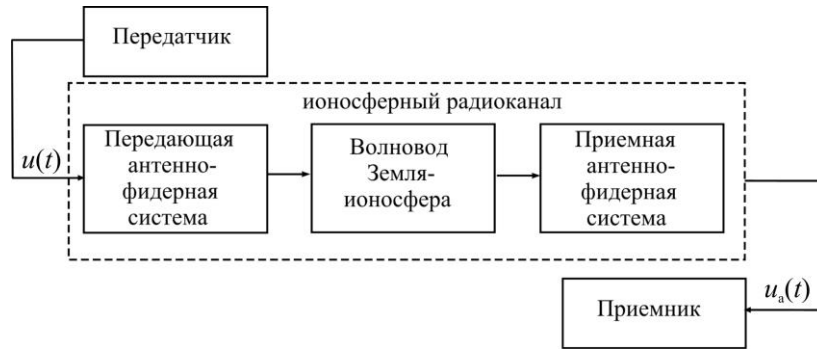 Передатчик
ионосферный радиоканал
u(t)
Передающая
антенно-
фидерная
система
Волновод
Земля-
ионосфера
Приемная
антенно-
фидерная
система
Приемник
uа(t)